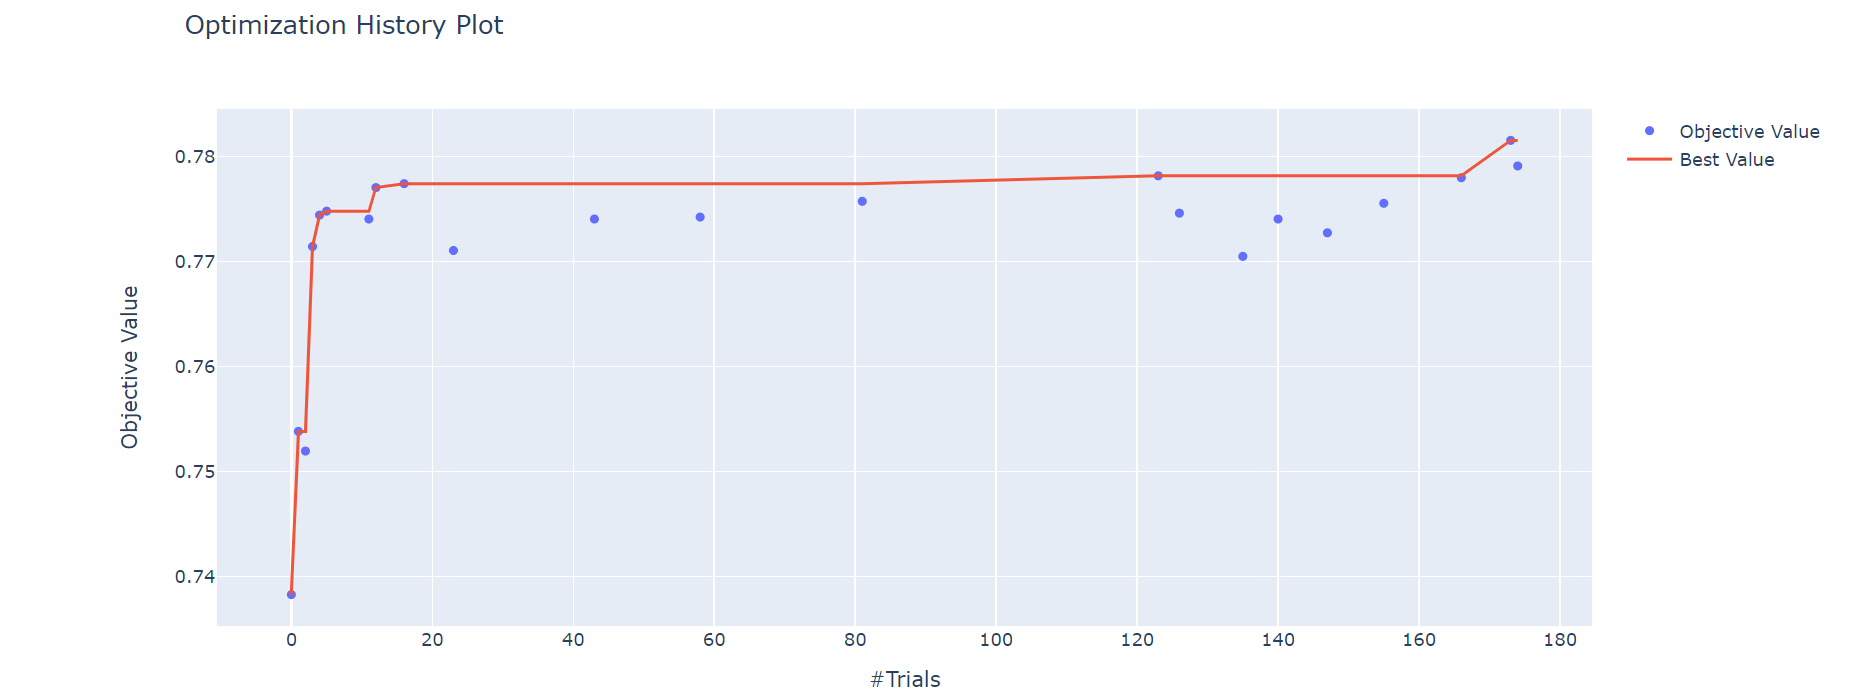 Optimization History Plot
Objective Value
Best Value
0.78
0.77
0.76
0.75
0.74
Objective Value
0 20 40 60 80 100 120 140 160 180
#Trials